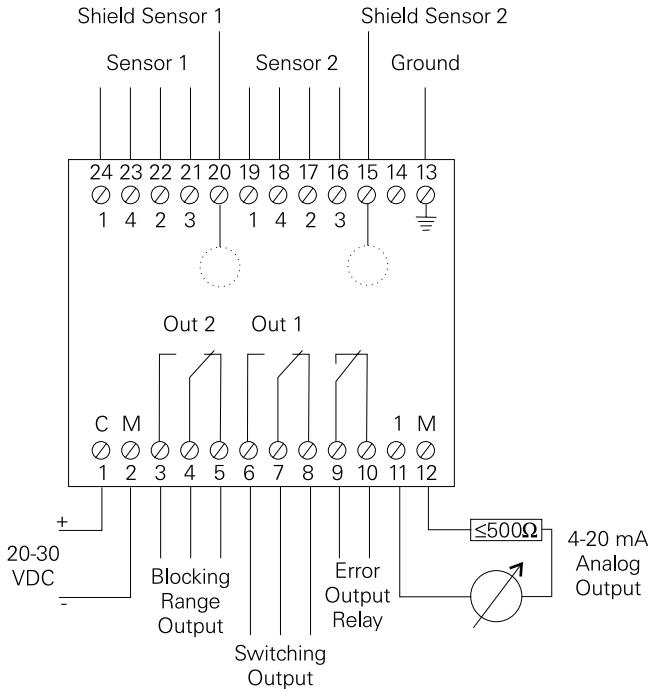 Shield Sensor 1 Shield Sensor 2
Sensor 1 Sensor 2 Ground
24 23 22 21 20 19 18 17 16 15 14 13
1 4 2 3 1 4 2 3
Out 2 Out 1
C M 1 M
1 2 3 4 5 6 7 8 9 10 11 12
+
20-30
VDC
-
Blocking
Range
Output
Switching
Output
Error
Output
Relay
≤500Ω
4-20 mA
Analog
Output